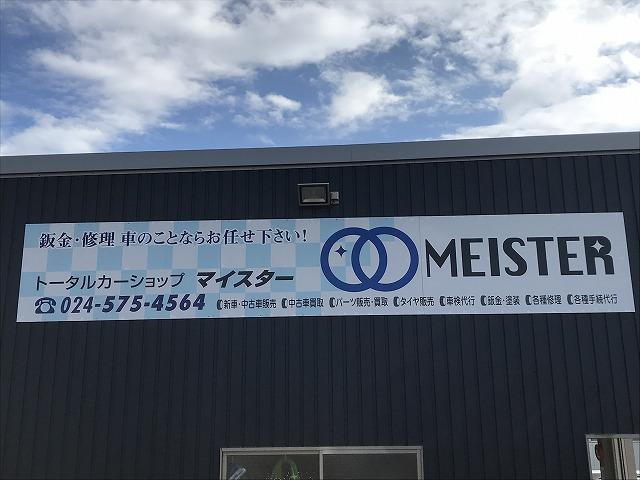 鈑金・修理 車のことならお任せ下さい!
トータルカーショップ マイスター
☎024-575-4564
MEISTER
新車・中古車販売 中古車買取 パーツ販売・買取 タイヤ販売 車検代行 鈑金・塗装 各種修理 各種手続代行